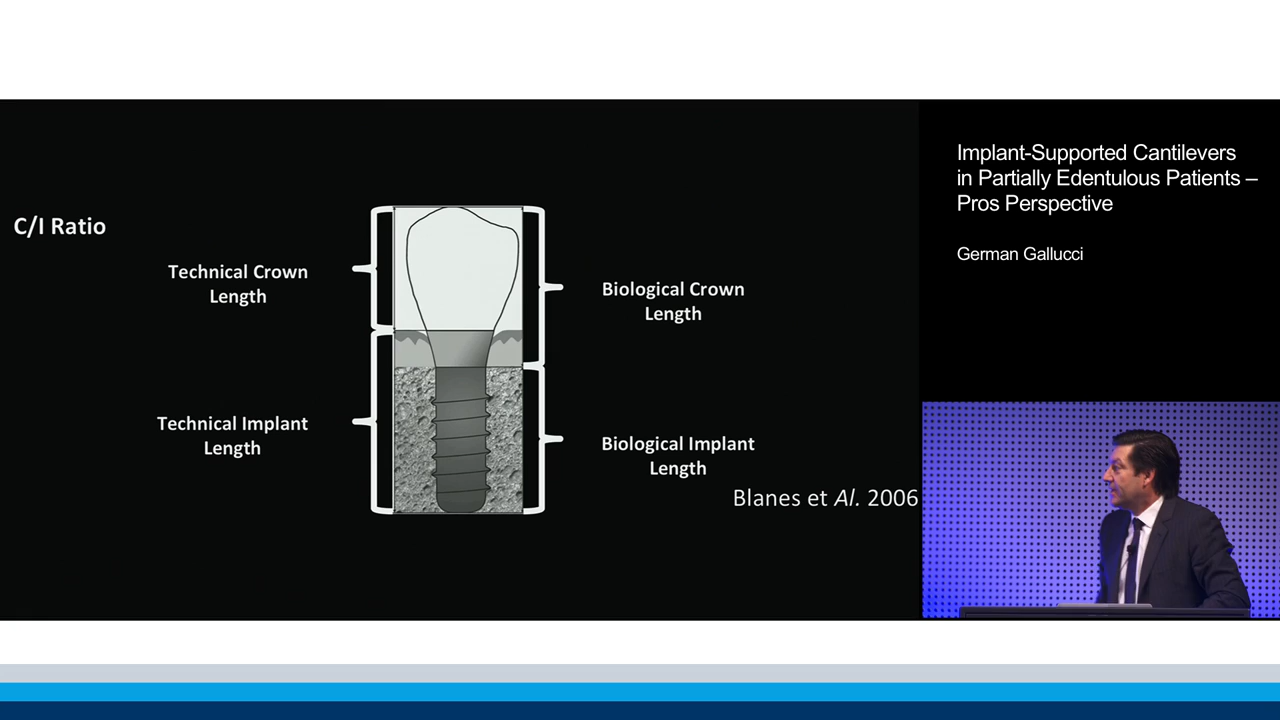 C/I Ratio
Technical Crown
Length
Biological Crown
Length
Technical Implant
Length
Biological Implant
Length
Blanes et Al. 2006
Implant-Supported Cantilevers
in Partially Edentulous Patients –
Pros Perspective
German Gallucci